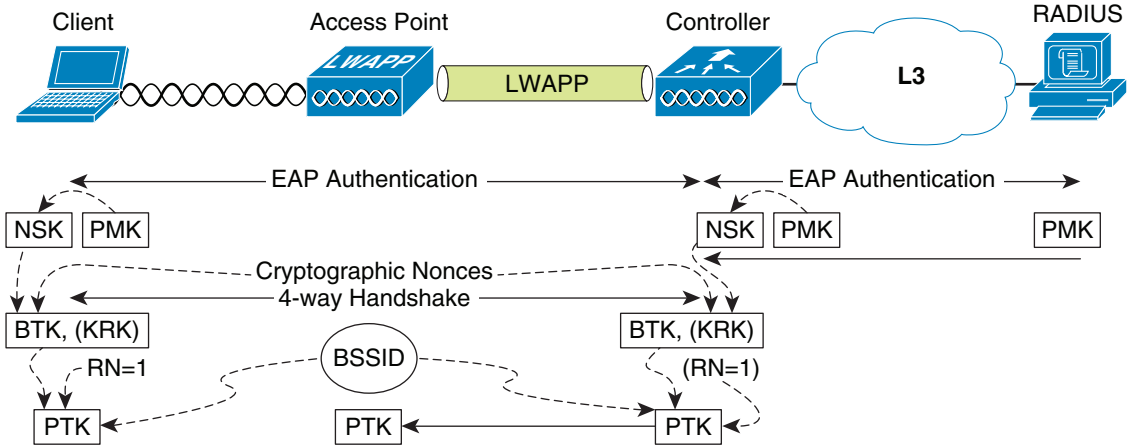 Client
Access Point
Controller
RADIUS
LWAPP
LWAPP
L3
EAP Authentication
EAP Authentication
NSK
PMK
NSK
PMK
PMK
Cryptographic Nonces
4-way Handshake
BTK, (KRK)
BTK, (KRK)
RN=1
BSSID
(RN=1)
PTK
PTK
PTK